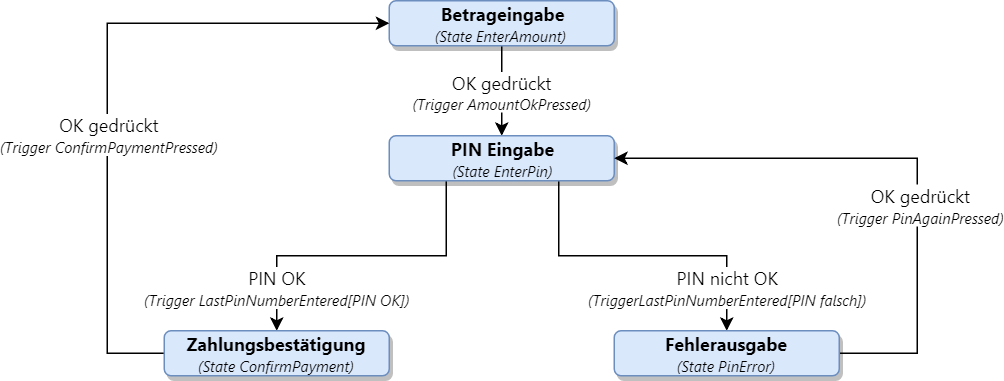 Betrageingabe
(State EnterAmount)
OK gedrückt
(Trigger AmountOkPressed)
OK gedrückt
(Trigger ConfirmPaymentPressed)
PIN Eingabe
(State EnterPin)
OK gedrückt
(Trigger PinAgainPressed)
PIN OK
(Trigger LastPinNumberEntered[PIN OK])
PIN nicht OK
(TriggerLastPinNumberEntered[PIN falsch])
Zahlungsbestätigung
(State ConfirmPayment)
Fehlerausgabe
(State PinError)